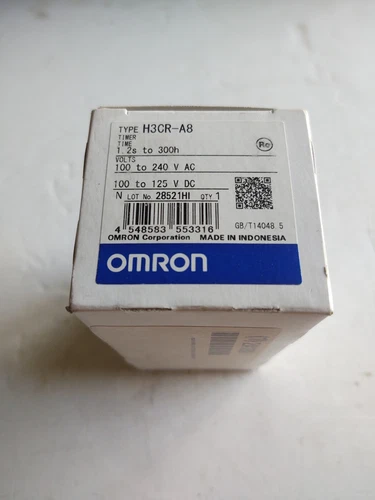 TYPE H3CR-A8
TIMER
TIME
1.2s to 300h
VOLTS
100 to 240 V AC
100 to 125 V DC
N LOT No. 28521HI QTY 1
4 548583 553316
GB/T14048.5
OMRON Corporation MADE IN INDONESIA
OMRON